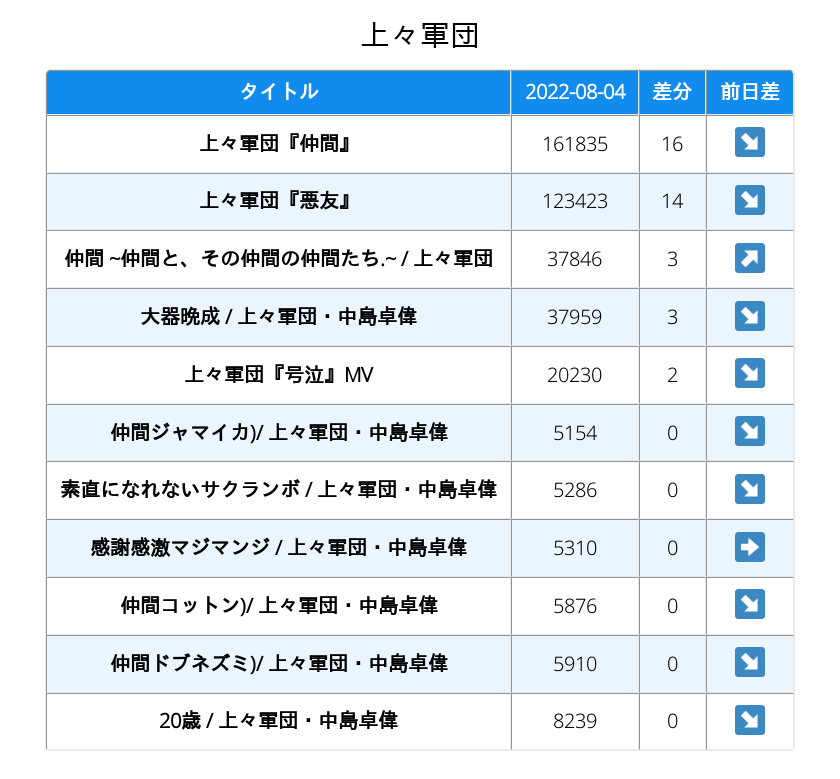 上々軍団
タイトル 2022-08-04 差分 前日差
上々軍団『仲間』 161835 16 ↘
上々軍団『悪友』 123423 14 ↘
仲間 ~仲間と、その仲間の仲間たち.~ / 上々軍団 37846 3 ↗
大器晩成 / 上々軍団・中島卓偉 37959 3 ↘
上々軍団『号泣』MV 20230 2 ↘
仲間ジャマイカ)/ 上々軍団・中島卓偉 5154 0 ↘
素直になれないサクランボ / 上々軍団・中島卓偉 5286 0 ↘
感謝感激マジマンジ / 上々軍団・中島卓偉 5310 0 ➡
仲間コットン)/ 上々軍団・中島卓偉 5876 0 ↘
仲間ドブネズミ)/ 上々軍団・中島卓偉 5910 0 ↘
20歳 / 上々軍団・中島卓偉 8239 0 ↘